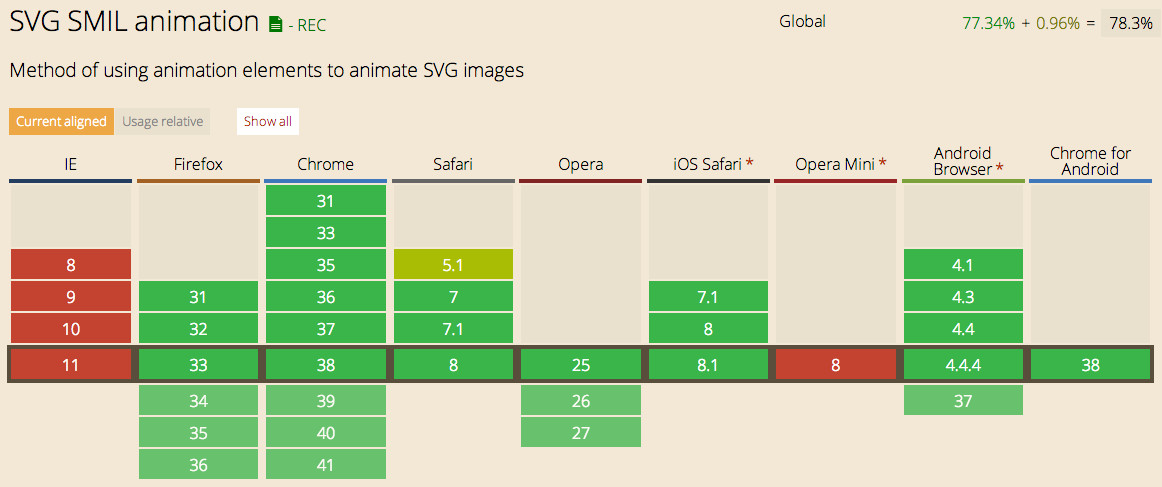 SVG SMIL animation - REC Global 77.34% + 0.96% = 78.3%
Method of using animation elements to animate SVG images
Current aligned Usage relative Show all
IE Firefox Chrome Safari Opera iOS Safari * Opera Mini * Android Browser * Chrome for Android
31
33
8 35 5.1 4.1
9 31 36 7 7.1 4.3
10 32 37 7.1 8 4.4
11 33 38 8 25 8.1 8 4.4.4 38
34 39 26 37
35 40 27
36 41